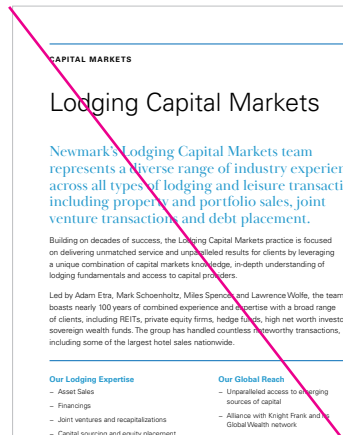 CAPITAL MARKETS
Lodging Capital Markets
Newmark's Lodging Capital Markets team
represents a diverse range of industry
across all types of lodging and leisure
including property and portfolio sales, joint
venture transactions and debt placement.
Building on decades of success, the Lodging Capital Markets practice is focused
on delivering unmatched service and unparalleled results for clients by leveraging
a unique combination of capital markets knowledge, in-depth understanding of
lodging fundamentals and access to capital providers.
Led by Adam Etra, Mark Schoenholtz, Miles Spencer and Lawrence Wolfe, the team
boasts nearly 100 years of combined experience and expertise with a broad range
of clients, including REITs, private equity firms, hedge funds, high net worth
sovereign wealth funds. The group has handled countless noteworthy transactions,
including some of the largest hotel sales nationwide.
Our Lodging Expertise
– Asset Sales
– Financings
– Joint ventures and recapitalizations
– Capital sourcing and equity placement
Our Global Reach
– Unparalleled access to emerging
sources of capital
– Alliance with Knight Frank and its
Global Wealth network